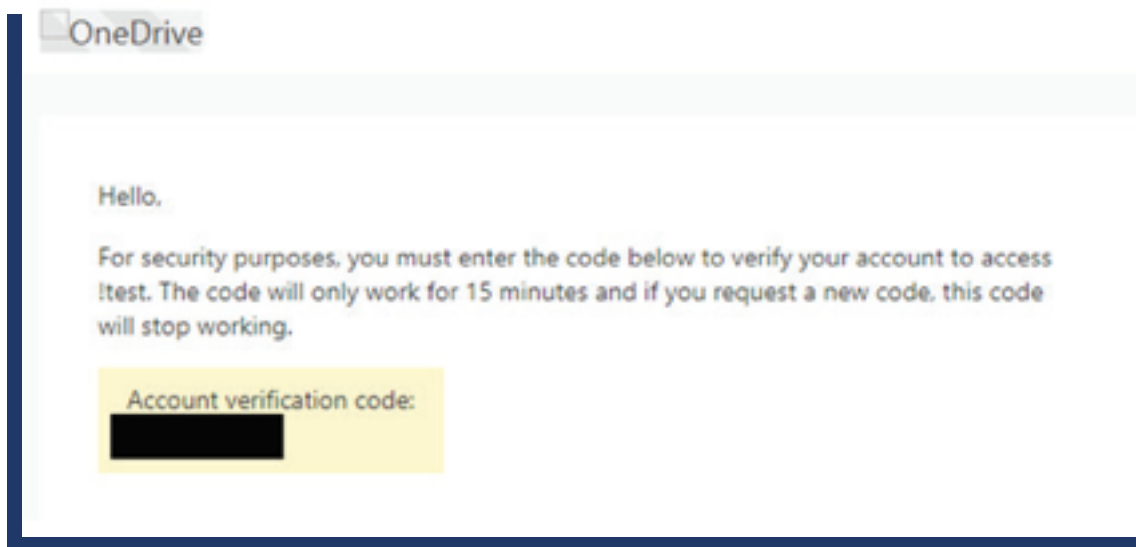 OneDrive
Hello,
For security purposes, you must enter the code below to verify your account to access
!test. The code will only work for 15 minutes and if you request a new code, this code
will stop working.
Account verification code: